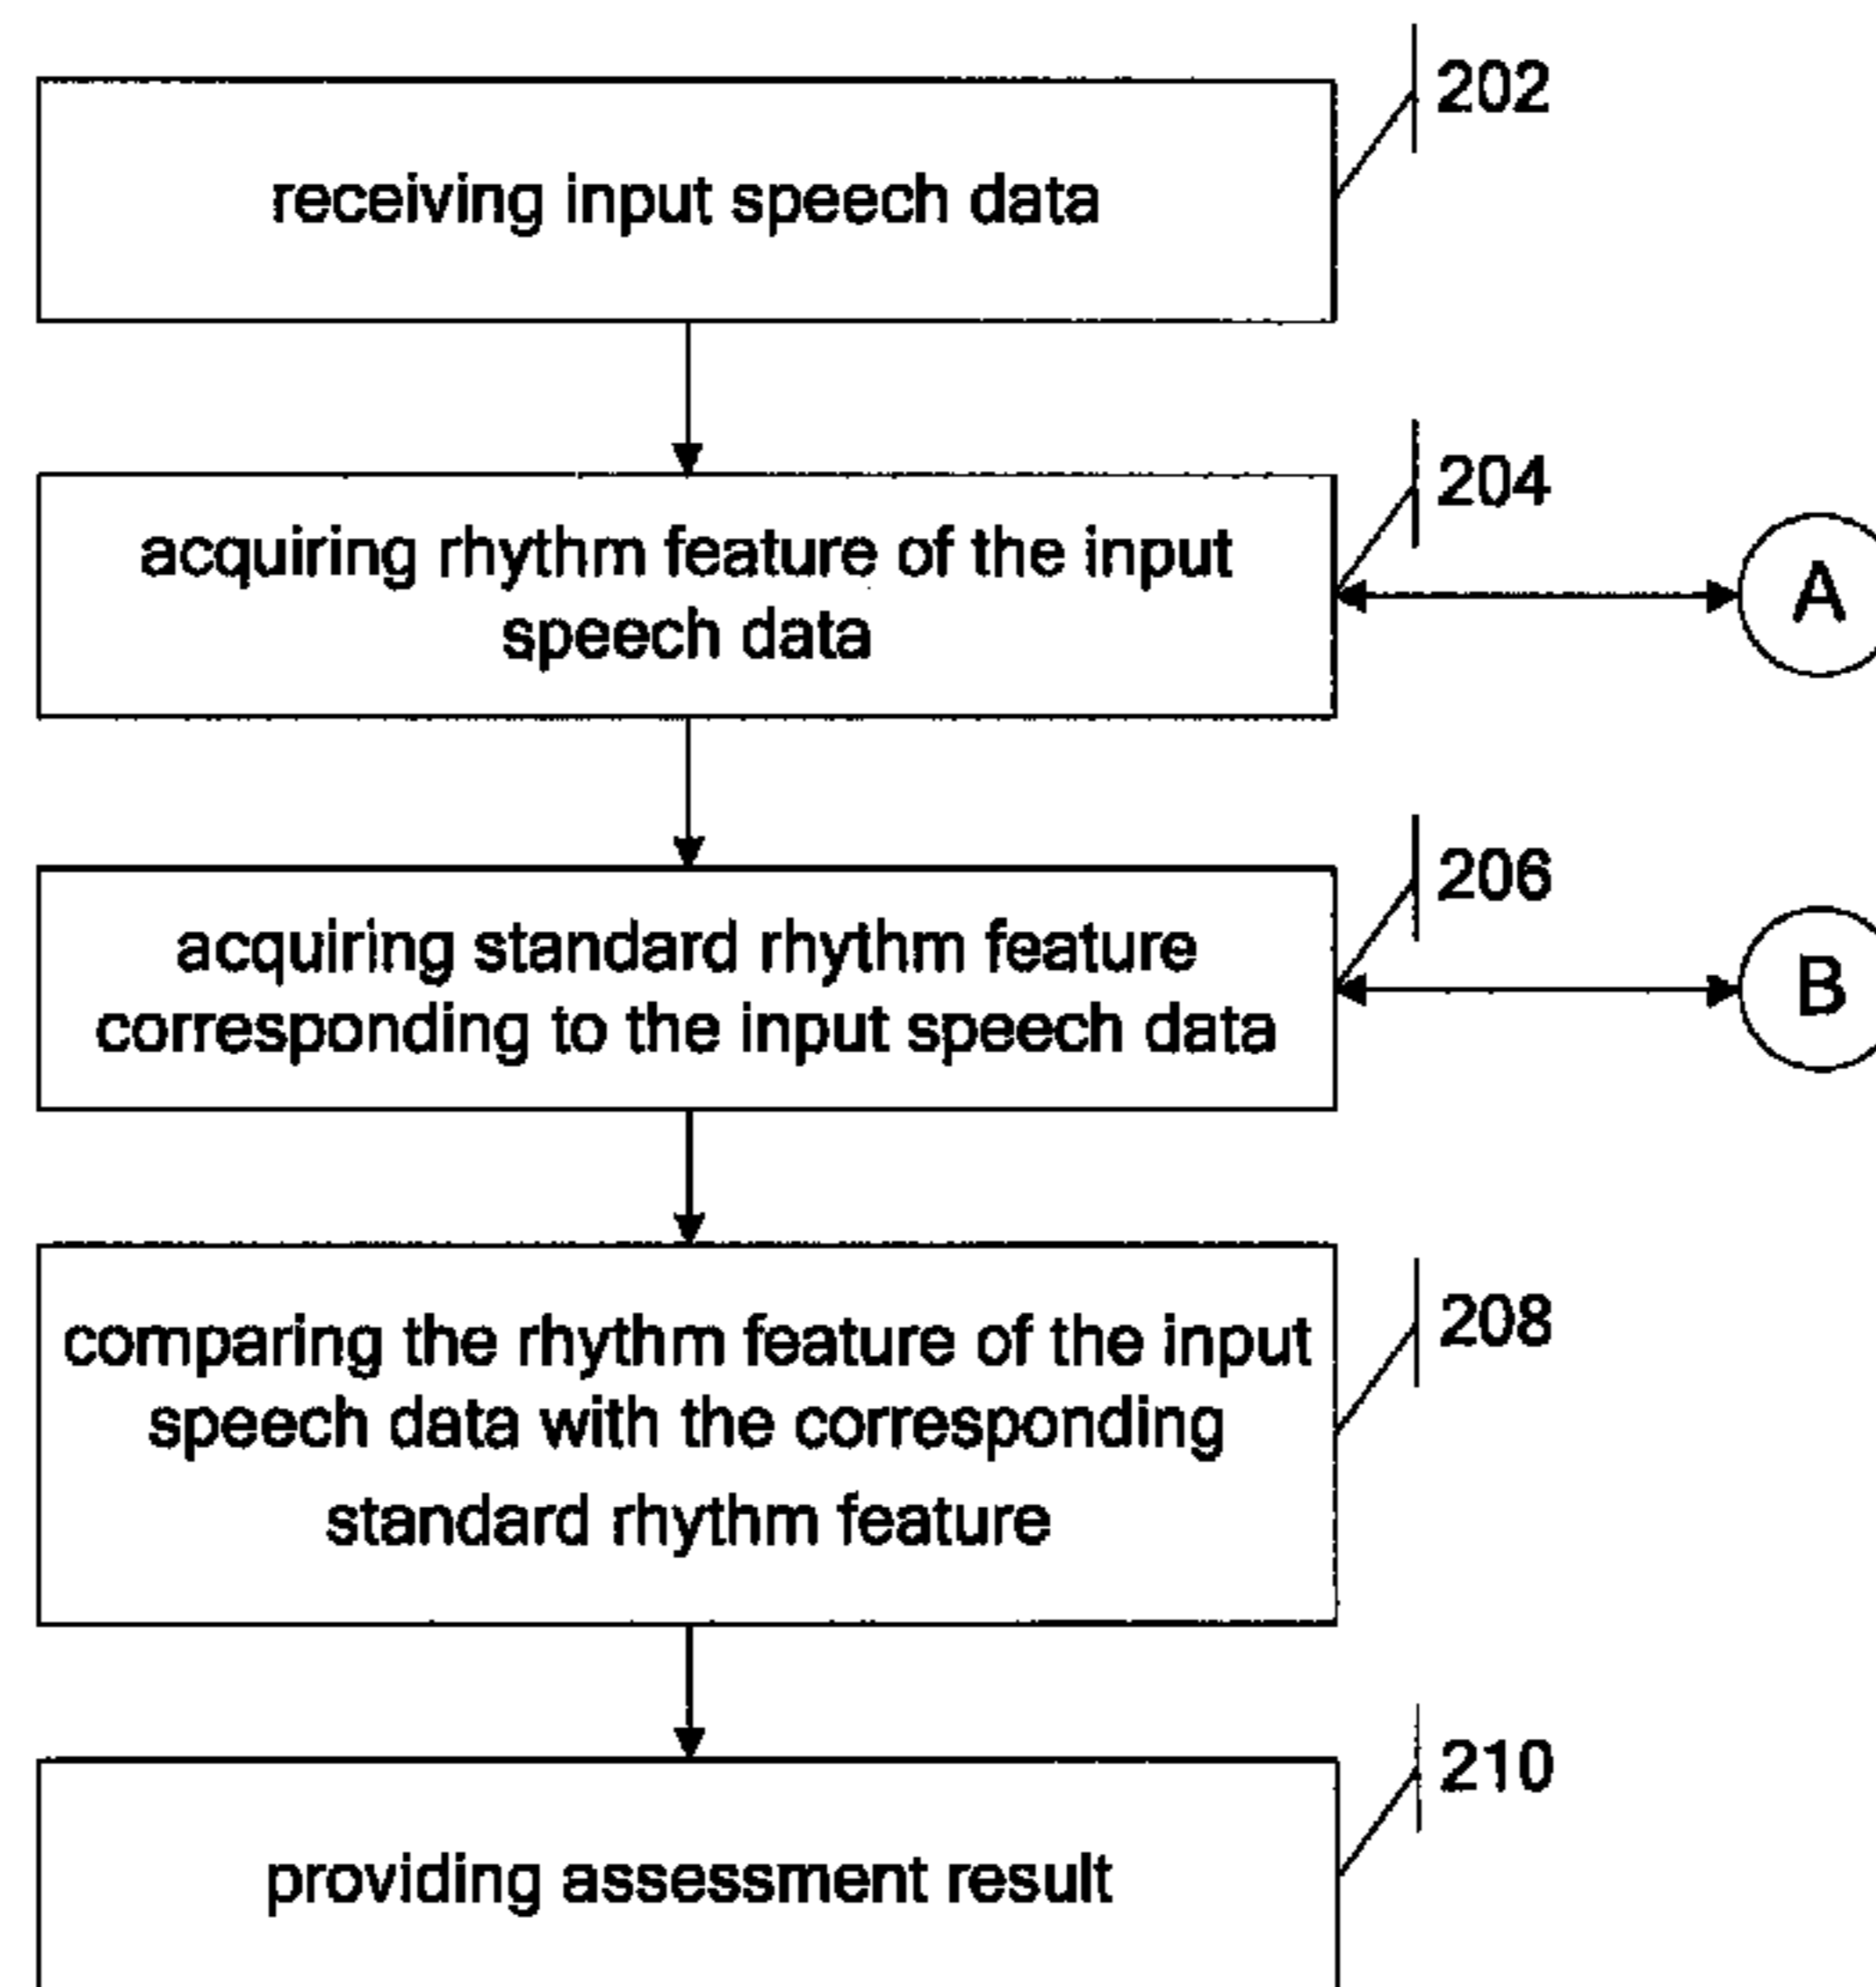 202
receiving input speech data
204
acquiring rhythm feature of the input
speech data
A
206
acquiring standard rhythm feature
corresponding to the input speech data
B
208
comparing the rhythm feature of the input
speech data with the corresponding
standard rhythm feature
210
providing assessment result